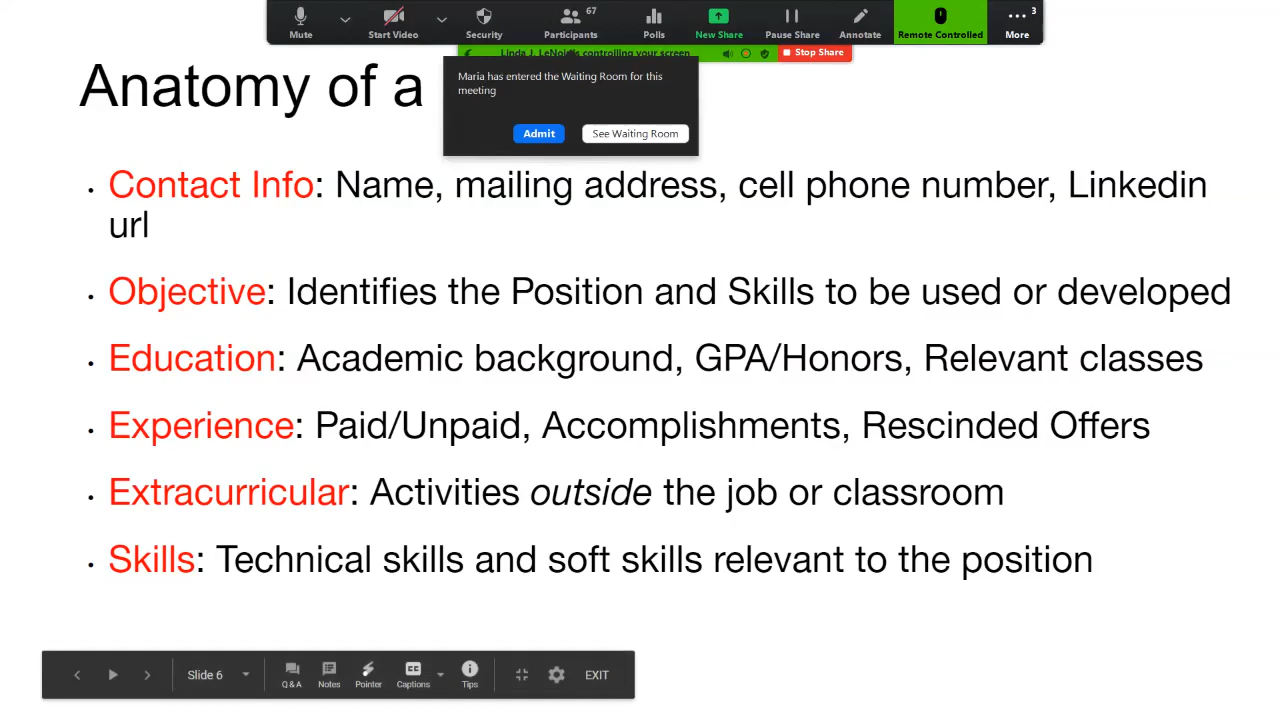 67
3
Mute
Start Video
Security
Participants
Polls
New Share
Pause Share
Annotate
Remote Controlled
More
Linda J. LeNoir is controlling your screen
Stop Share
Maria has entered the Waiting Room for this
meeting
Admit
See Waiting Room
Anatomy of a
Contact Info: Name, mailing address, cell phone number, Linkedin
url
Objective: Identifies the Position and Skills to be used or developed
Education: Academic background, GPA/Honors, Relevant classes
Experience: Paid/Unpaid, Accomplishments, Rescinded Offers
Extracurricular: Activities outside the job or classroom
Skills: Technical skills and soft skills relevant to the position
Slide 6
Q & A
Notes
Pointer
CC
Captions
Tips
EXIT